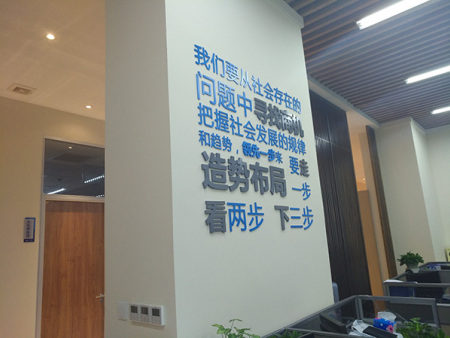 我们要从社会存在的
问题中寻找商机
把握社会发展的规律
和趋势，领先一步来 要走
造势布局 一步
看两步 下三步